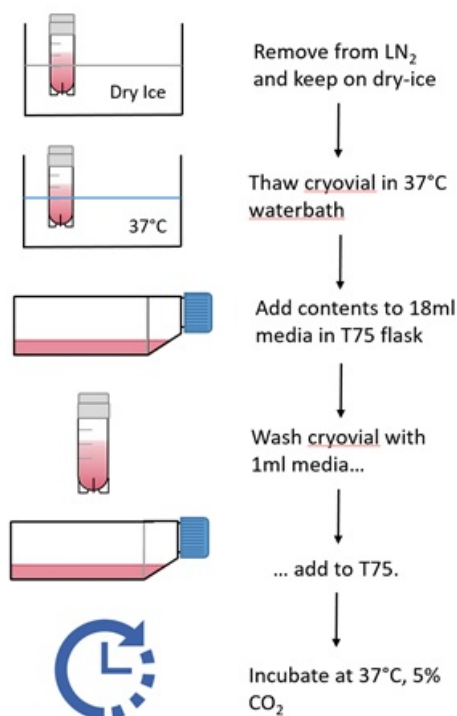 Remove from LN₂
and keep on dry-ice
Dry Ice
Thaw cryovial in 37°C
waterbath
37°C
Add contents to 18ml
media in T75 flask
Wash cryovial with
1ml media...
... add to T75.
Incubate at 37°C, 5%
CO₂